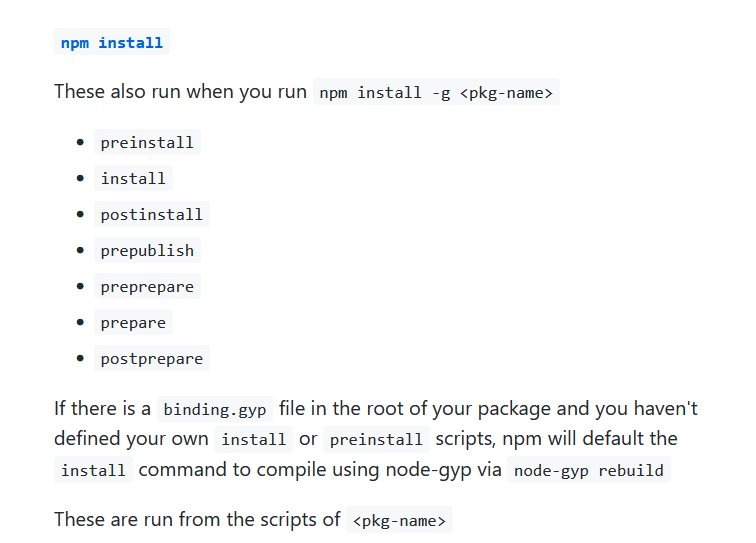 npm install
These also run when you run npm install -g <pkg-name>
preinstall
install
postinstall
prepublish
preprepare
prepare
postprepare
If there is a binding.gyp file in the root of your package and you haven't
defined your own install or preinstall scripts, npm will default the
install command to compile using node-gyp via node-gyp rebuild
These are run from the scripts of <pkg-name>